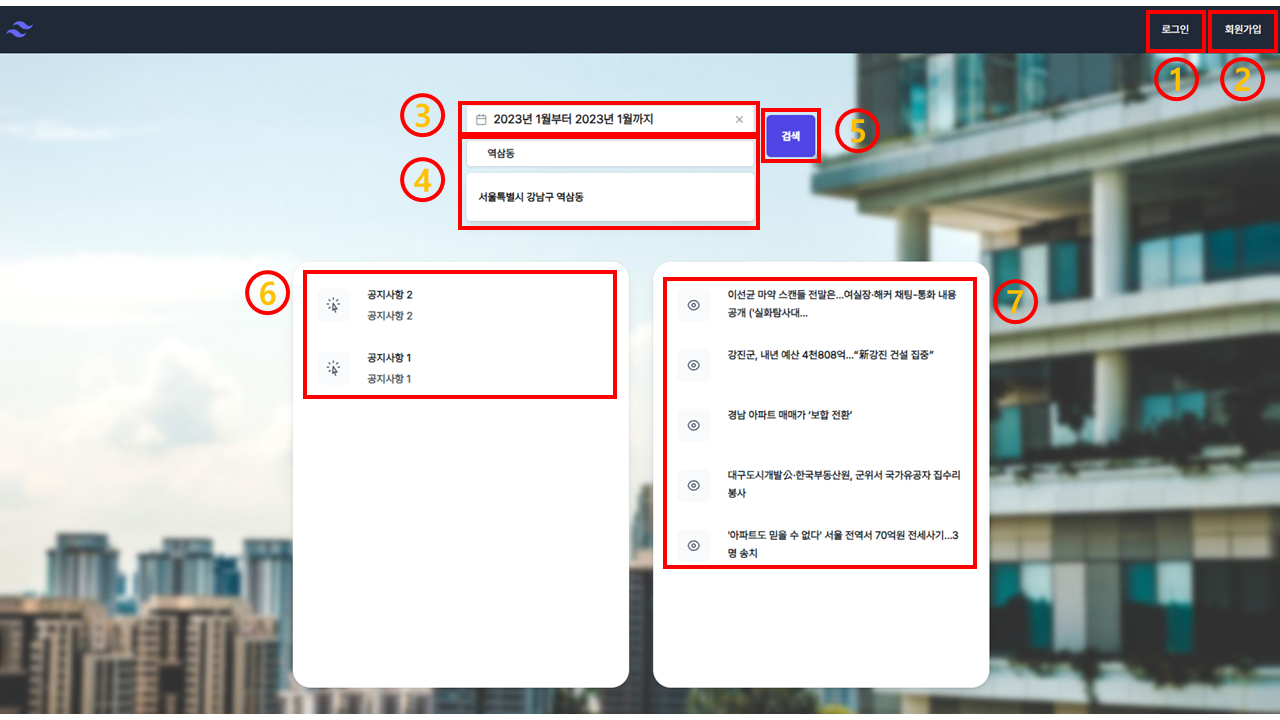 로그인
회원가입
①
②
③
2023년 1월부터 2023년 1월까지
검색
⑤
역삼동
④
서울특별시 강남구 역삼동
⑥
공지사항 2
공지사항 2
공지사항 1
공지사항 1
⑦
이선균 마약 스캔들 전말은…여실장·해커 채팅-통화 내용
공개 ('실화탐사대...
강진군, 내년 예산 4천808억…“新강진 건설 집중”
경남 아파트 매매가 ‘보합 전환’
대구도시개발公·한국부동산원, 군위서 국가유공자 집수리
봉사
'아파트도 믿을 수 없다' 서울 전역서 70억원 전세사기…3
명 송치